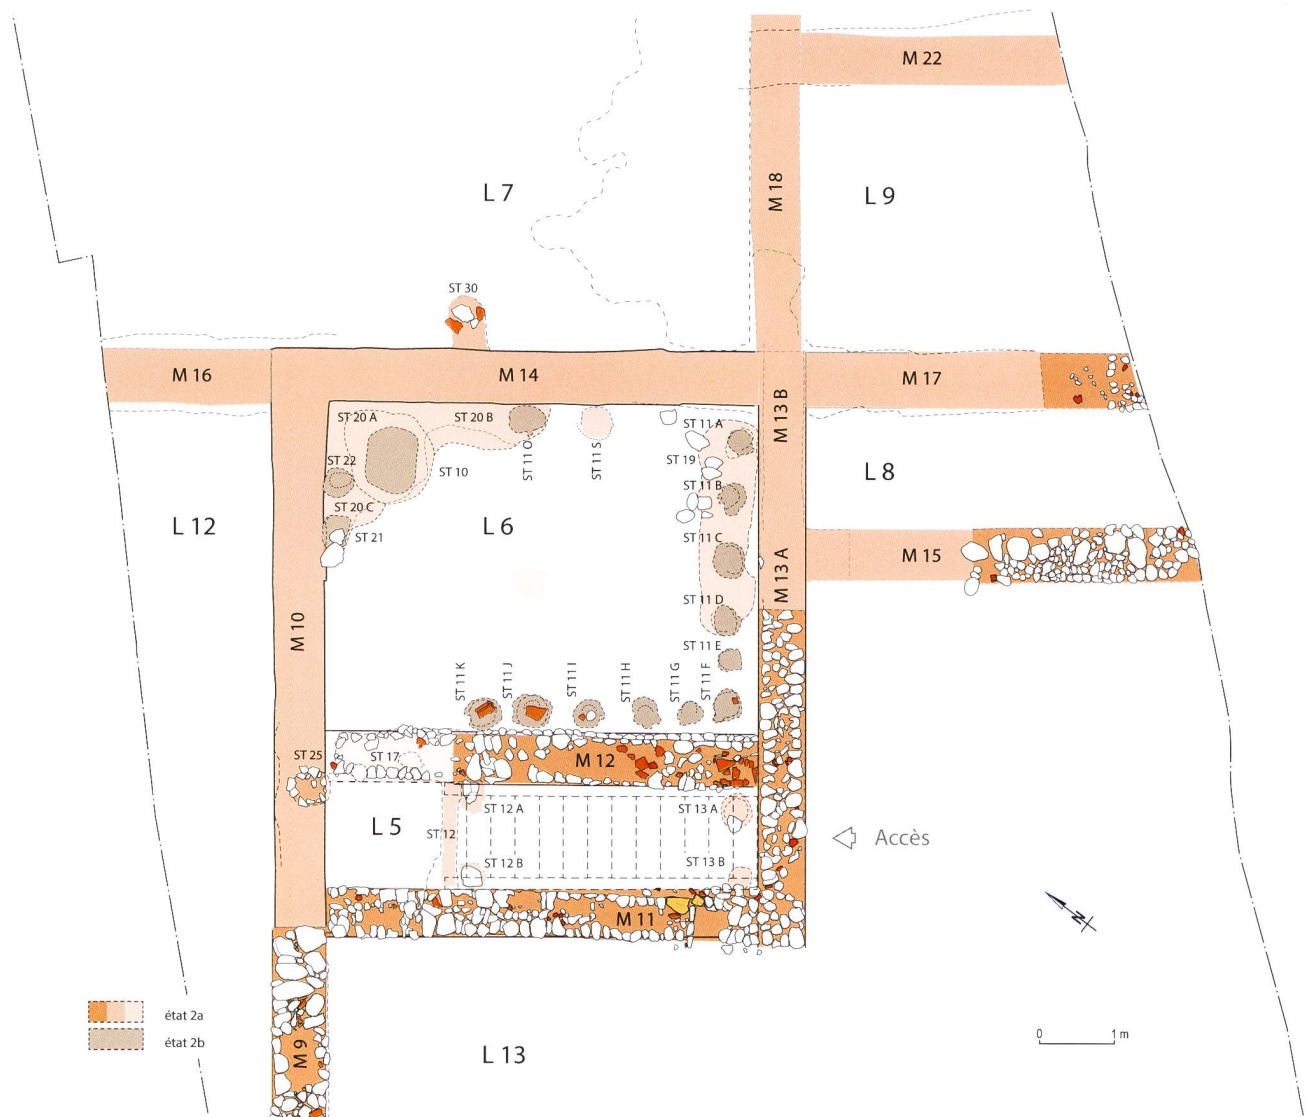 M 22
M 18
L 7
L 9
ST 30
M 16
M 14
M 17
M 13 B
ST 20 A
ST 20 B
ST 11 O
ST 11 S
ST 11 A
ST 22
ST 10
ST 19
L 8
ST 11 B
ST 20 C
L 12
L 6
ST 21
ST 11 C
M 13 A
M 15
ST 11 D
M 10
ST 11 E
ST 11 K
ST 11 J
ST 11 I
ST 11 H
ST 11 G
ST 11 F
ST 25
ST 17
M 12
ST 12 A
ST 13 A
L 5
ST 12
Accès
ST 12 B
ST 13 B
M 11
N
état 2a
0 1 m
état 2b
M 9
L 13